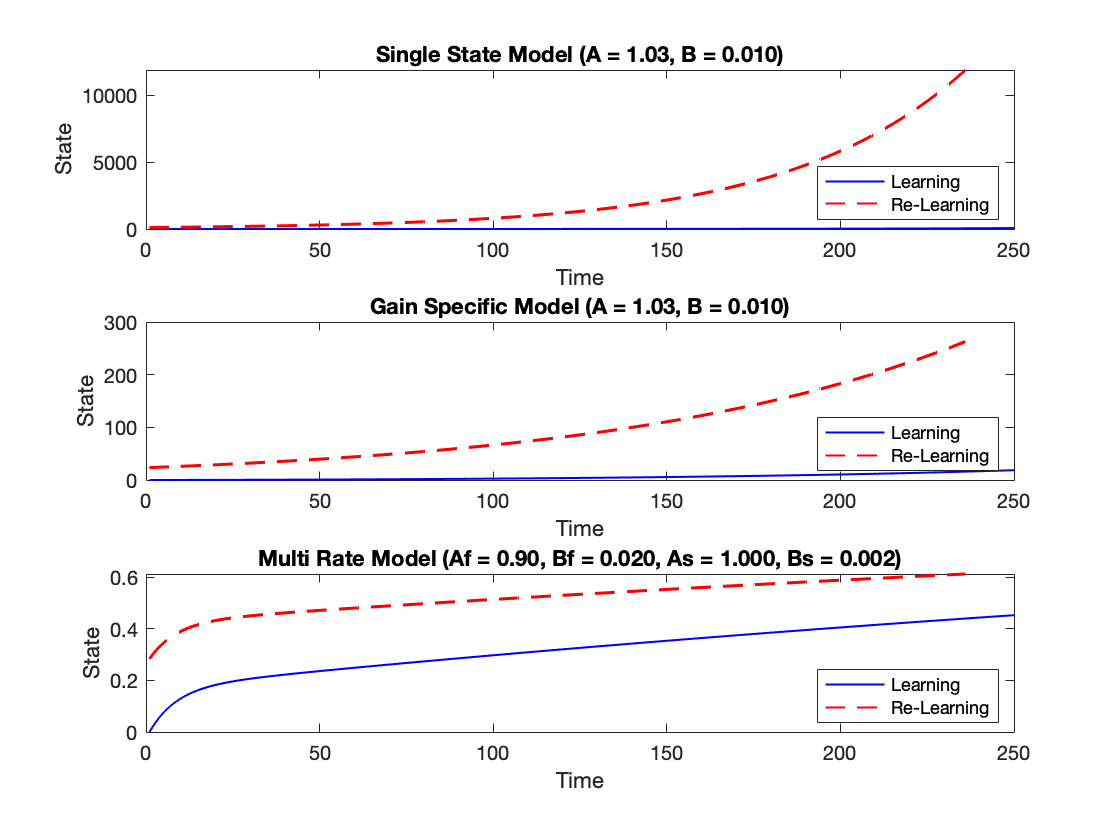 Single State Model (A = 1.03, B = 0.010)
10000
5000
0
State
0 50 100 150 200 250
Time
Learning
Re-Learning
Gain Specific Model (A = 1.03, B = 0.010)
300
200
100
0
State
0 50 100 150 200 250
Time
Learning
Re-Learning
Multi Rate Model (Af = 0.90, Bf = 0.020, As = 1.000, Bs = 0.002)
0.6
0.4
0.2
0
State
0 50 100 150 200 250
Time
Learning
Re-Learning